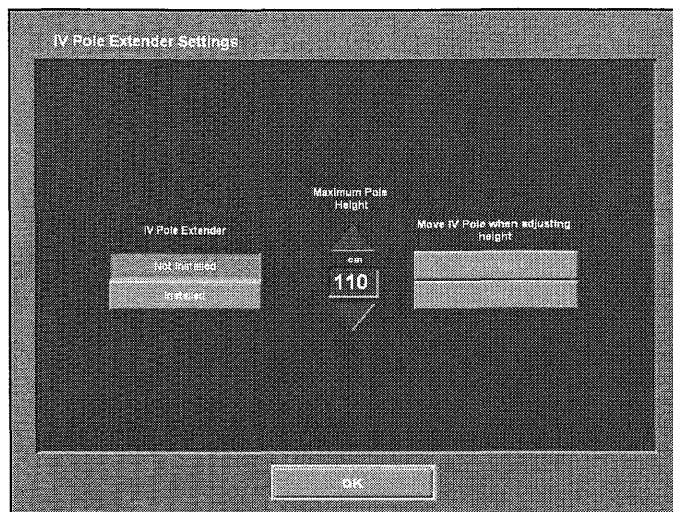 IV Pole Extender Settings
Maximum Pole
Height
IV Pole Extender
Move IV Pole when adjusting
height
Not Installed
cm
110
Installed
OK